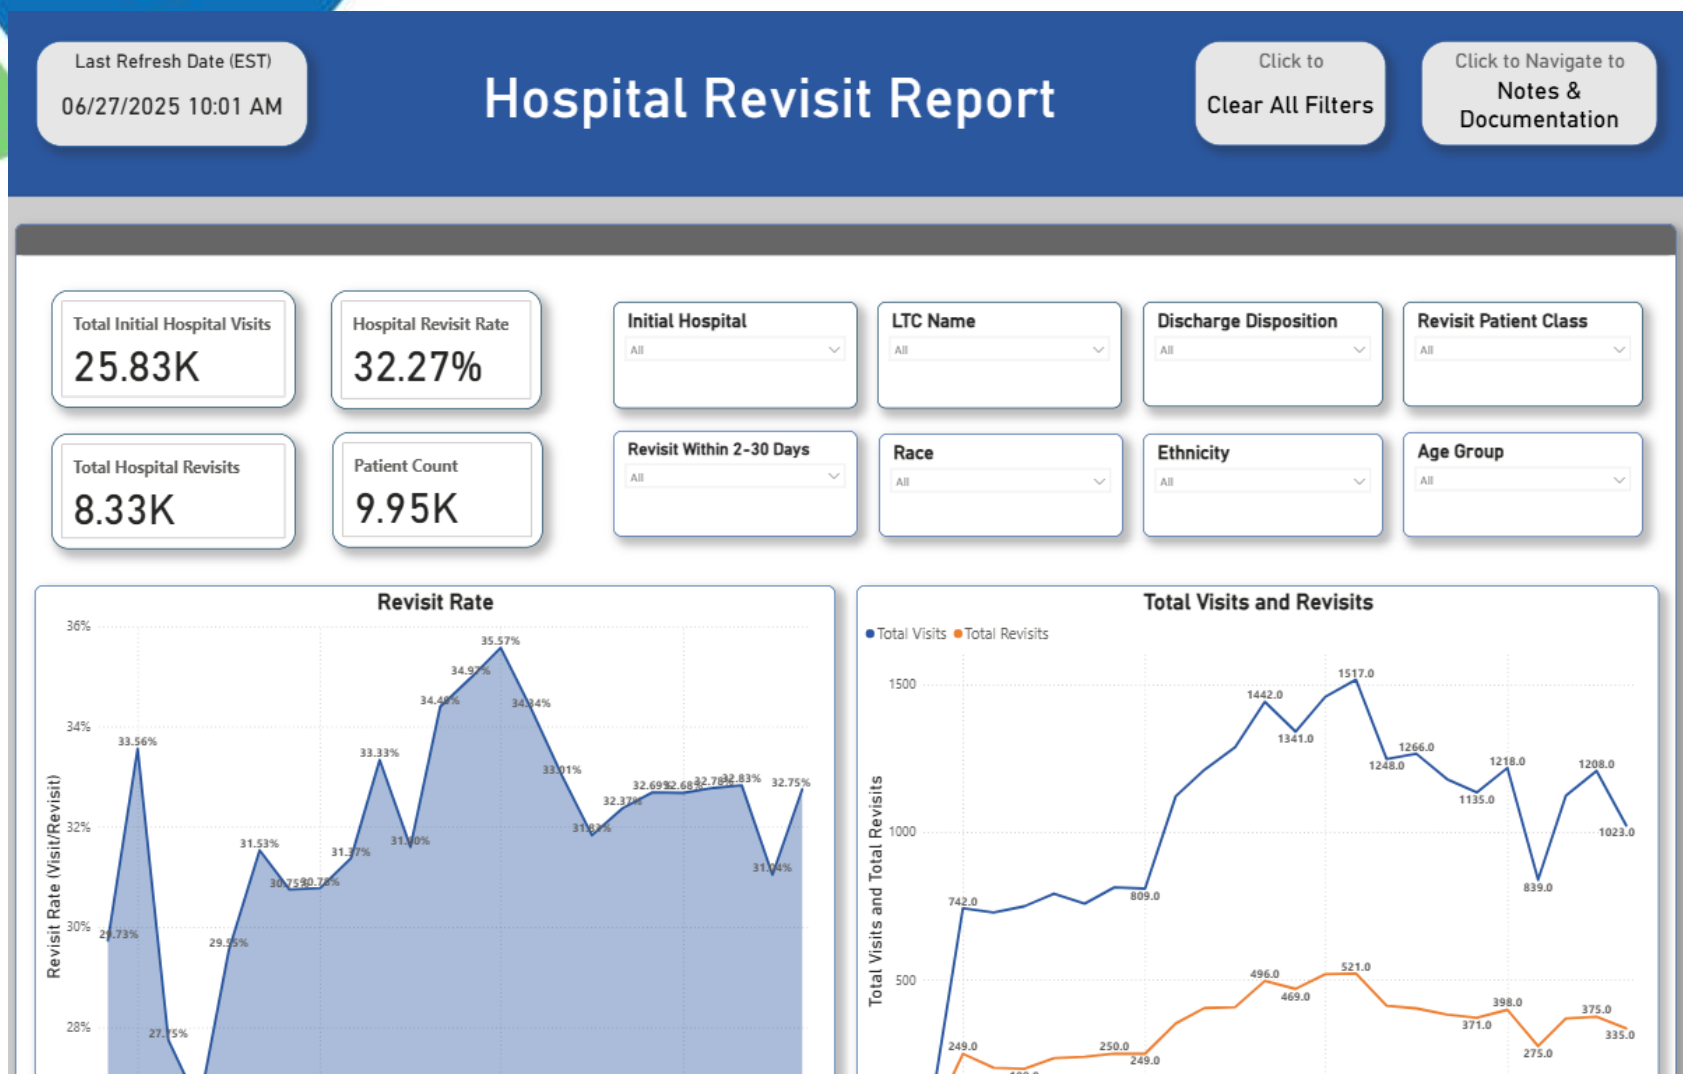 Last Refresh Date (EST)
06/27/2025 10:01 AM
Hospital Revisit Report
Click to
Clear All Filters
Click to Navigate to
Notes &
Documentation
Total Initial Hospital Visits
25.83K
Hospital Revisit Rate
32.27%
Total Hospital Revisits
8.33K
Patient Count
9.95K
Initial Hospital
All
LTC Name
All
Discharge Disposition
All
Revisit Patient Class
All
Revisit Within 2-30 Days
All
Race
All
Ethnicity
All
Age Group
All
Revisit Rate
Revisit Rate (Visit/Revisit)
36%
34%
32%
30%
28%
29.73%
33.56%
27.75%
29.55%
31.53%
30.75%
31.37%
33.33%
34.97%
35.57%
33.01%
32.37%
32.69%
32.68%
32.78%
32.83%
31.04%
32.75%
Total Visits and Revisits
Total Visits
Total Revisits
Total Visits and Total Revisits
1500
1000
500
742.0
809.0
1442.0
1341.0
1517.0
1248.0
1266.0
1135.0
1218.0
839.0
1208.0
1023.0
249.0
250.0
249.0
496.0
469.0
521.0
371.0
398.0
275.0
375.0
335.0